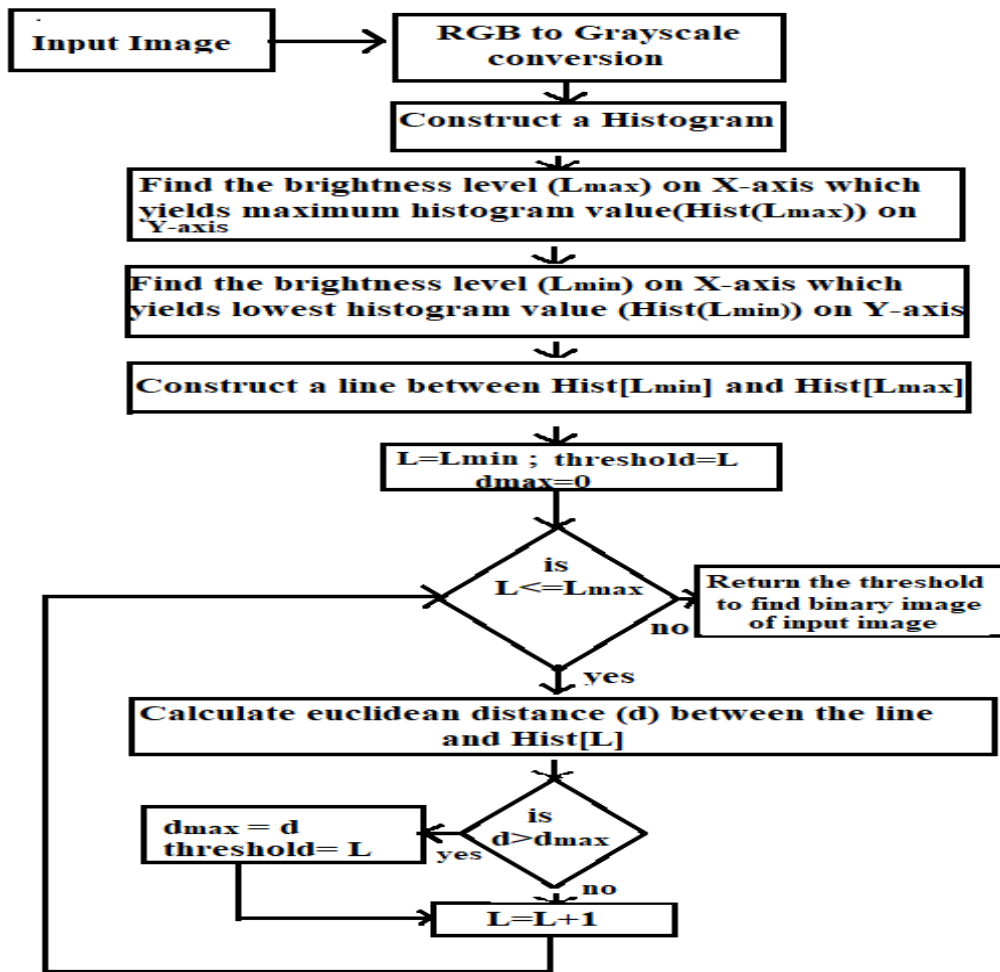 Input Image
RGB to Grayscale
conversion
Construct a Histogram
Find the brightness level (Lmax) on X-axis which
yields maximum histogram value(Hist(Lmax)) on
Y-axis
Find the brightness level (Lmin) on X-axis which
yields lowest histogram value (Hist(Lmin)) on Y-axis
Construct a line between Hist[Lmin] and Hist[Lmax]
L=Lmin ; threshold=L
dmax=0
is
L<=Lmax
no
Return the threshold
to find binary image
of input image
yes
Calculate euclidean distance (d) between the line
and Hist[L]
is
d>dmax
yes
dmax = d
threshold= L
no
L=L+1